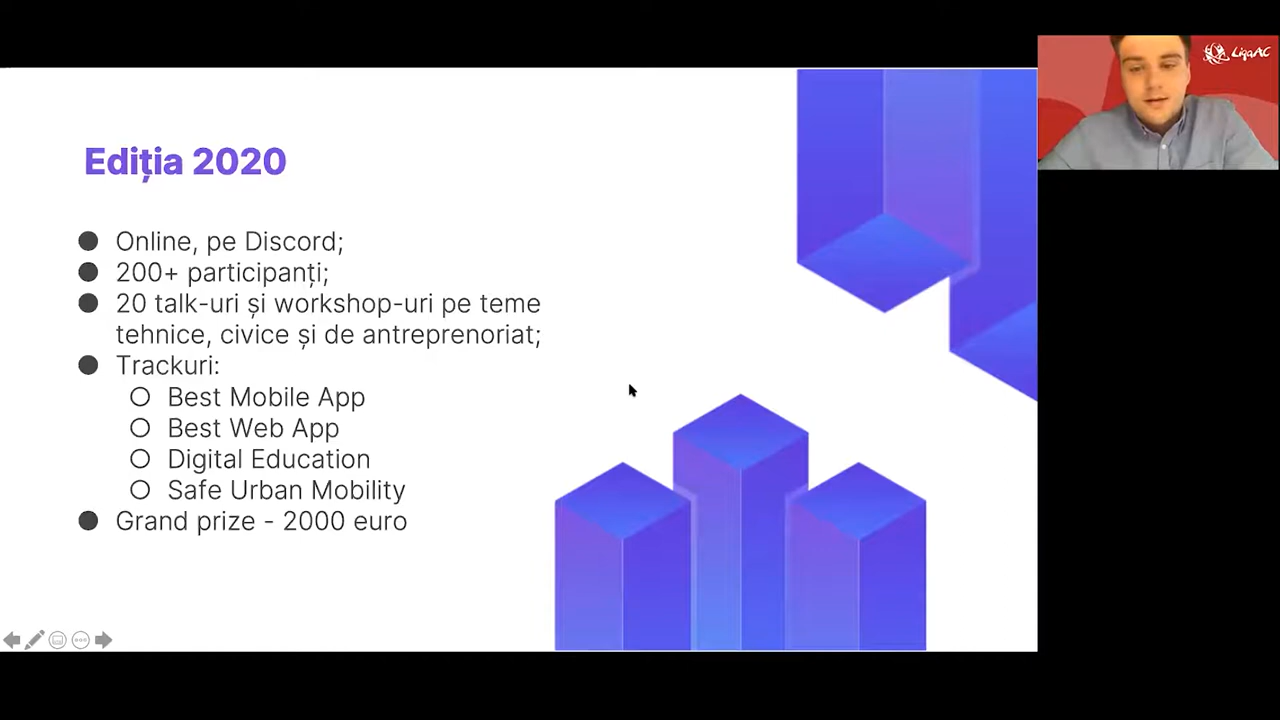 Ediția 2020
Online, pe Discord;
200+ participanți;
20 talk-uri și workshop-uri pe teme
tehnice, civice și de antreprenoriat;
Trackuri:
Best Mobile App
Best Web App
Digital Education
Safe Urban Mobility
Grand prize - 2000 euro
LigaAC